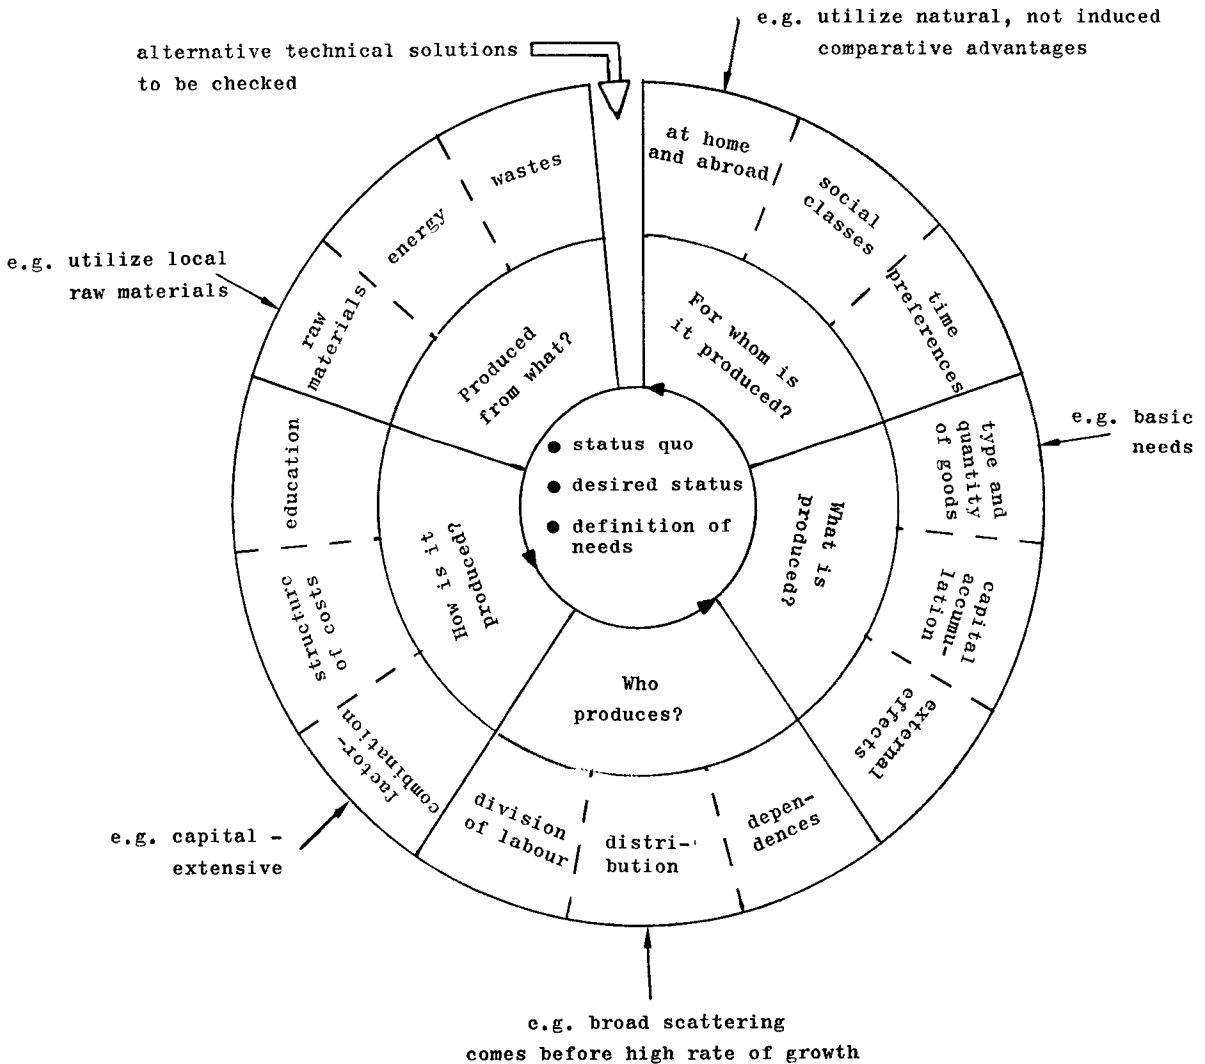 e.g. utilize natural, not induced
comparative advantages
alternative technical solutions
to be checked
at home
and abroad
social
classes
time
preferences
For whom is
it produced?
e.g. basic
needs
type and
quantity
of goods
capital
accumu-
lation
external
effects
What is
produced?
Who
produces?
depen-
dences
distri-
bution
division
of labour
e.g. broad scattering
comes before high rate of growth
How is it
produced?
factor-
combination
structure
of costs
education
e.g. capital -
extensive
Produced
from what?
raw
materials
energy
wastes
e.g. utilize local
raw materials
● status quo
● desired status
● definition of
needs